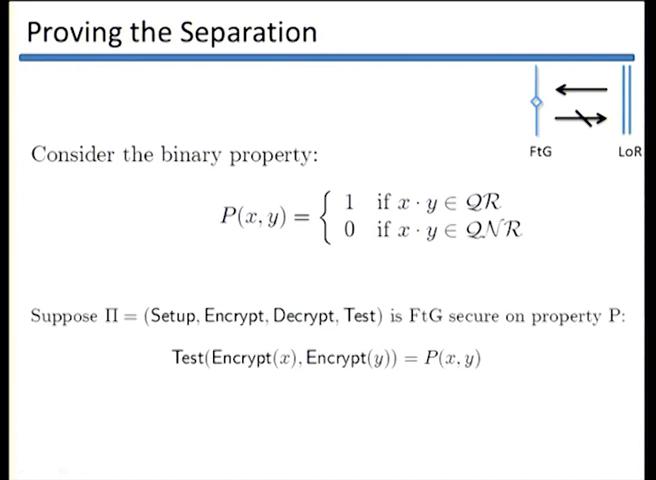 Proving the Separation
FtG LoR
Consider the binary property:
P(x, y) = { 1 if x · y ∈ QR
0 if x · y ∈ QNR
Suppose Π = (Setup, Encrypt, Decrypt, Test) is FtG secure on property P:
Test(Encrypt(x), Encrypt(y)) = P(x, y)